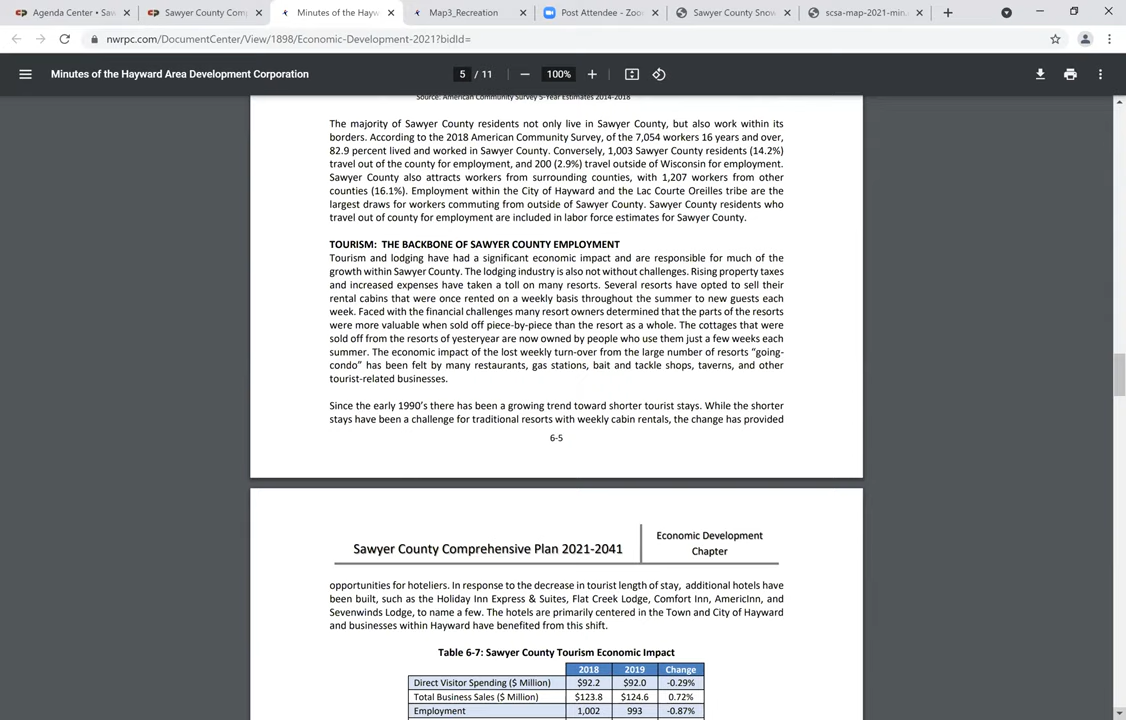 Agenda Center • Saw
Sawyer County Com
Minutes of the Hayw
Map3_Recreation
Post Attendee - Zoo
Sawyer County Snow
scsa-map-2021-min.
nwrpc.com/DocumentCenter/View/1898/Economic-Development-2021?bidId=
Minutes of the Hayward Area Development Corporation
5 / 11
100%
Source: American Community Survey 5-Year Estimates 2014-2018
The majority of Sawyer County residents not only live in Sawyer County, but also work within its
borders. According to the 2018 American Community Survey, of the 7,054 workers 16 years and over,
82.9 percent lived and worked in Sawyer County. Conversely, 1,003 Sawyer County residents (14.2%)
travel out of the county for employment, and 200 (2.9%) travel outside of Wisconsin for employment.
Sawyer County also attracts workers from surrounding counties, with 1,207 workers from other
counties (16.1%). Employment within the City of Hayward and the Lac Courte Oreilles tribe are the
largest draws for workers commuting from outside of Sawyer County. Sawyer County residents who
travel out of county for employment are included in labor force estimates for Sawyer County.
TOURISM: THE BACKBONE OF SAWYER COUNTY EMPLOYMENT
Tourism and lodging have had a significant economic impact and are responsible for much of the
growth within Sawyer County. The lodging industry is also not without challenges. Rising property taxes
and increased expenses have taken a toll on many resorts. Several resorts have opted to sell their
rental cabins that were once rented on a weekly basis throughout the summer to new guests each
week. Faced with the financial challenges many resort owners determined that the parts of the resorts
were more valuable when sold off piece-by-piece than the resort as a whole. The cottages that were
sold off from the resorts of yesteryear are now owned by people who use them just a few weeks each
summer. The economic impact of the lost weekly turn-over from the large number of resorts "going-
condo" has been felt by many restaurants, gas stations, bait and tackle shops, taverns, and other
tourist-related businesses.
Since the early 1990's there has been a growing trend toward shorter tourist stays. While the shorter
stays have been a challenge for traditional resorts with weekly cabin rentals, the change has provided
6-5
Sawyer County Comprehensive Plan 2021-2041
Economic Development
Chapter
opportunities for hoteliers. In response to the decrease in tourist length of stay, additional hotels have
been built, such as the Holiday Inn Express & Suites, Flat Creek Lodge, Comfort Inn, AmericInn, and
Sevenwinds Lodge, to name a few. The hotels are primarily centered in the Town and City of Hayward
and businesses within Hayward have benefited from this shift.
Table 6-7: Sawyer County Tourism Economic Impact
2018 2019 Change
Direct Visitor Spending ($ Million) $92.2 $92.0 -0.29%
Total Business Sales ($ Million) $123.8 $124.6 0.72%
Employment 1,002 993 -0.87%